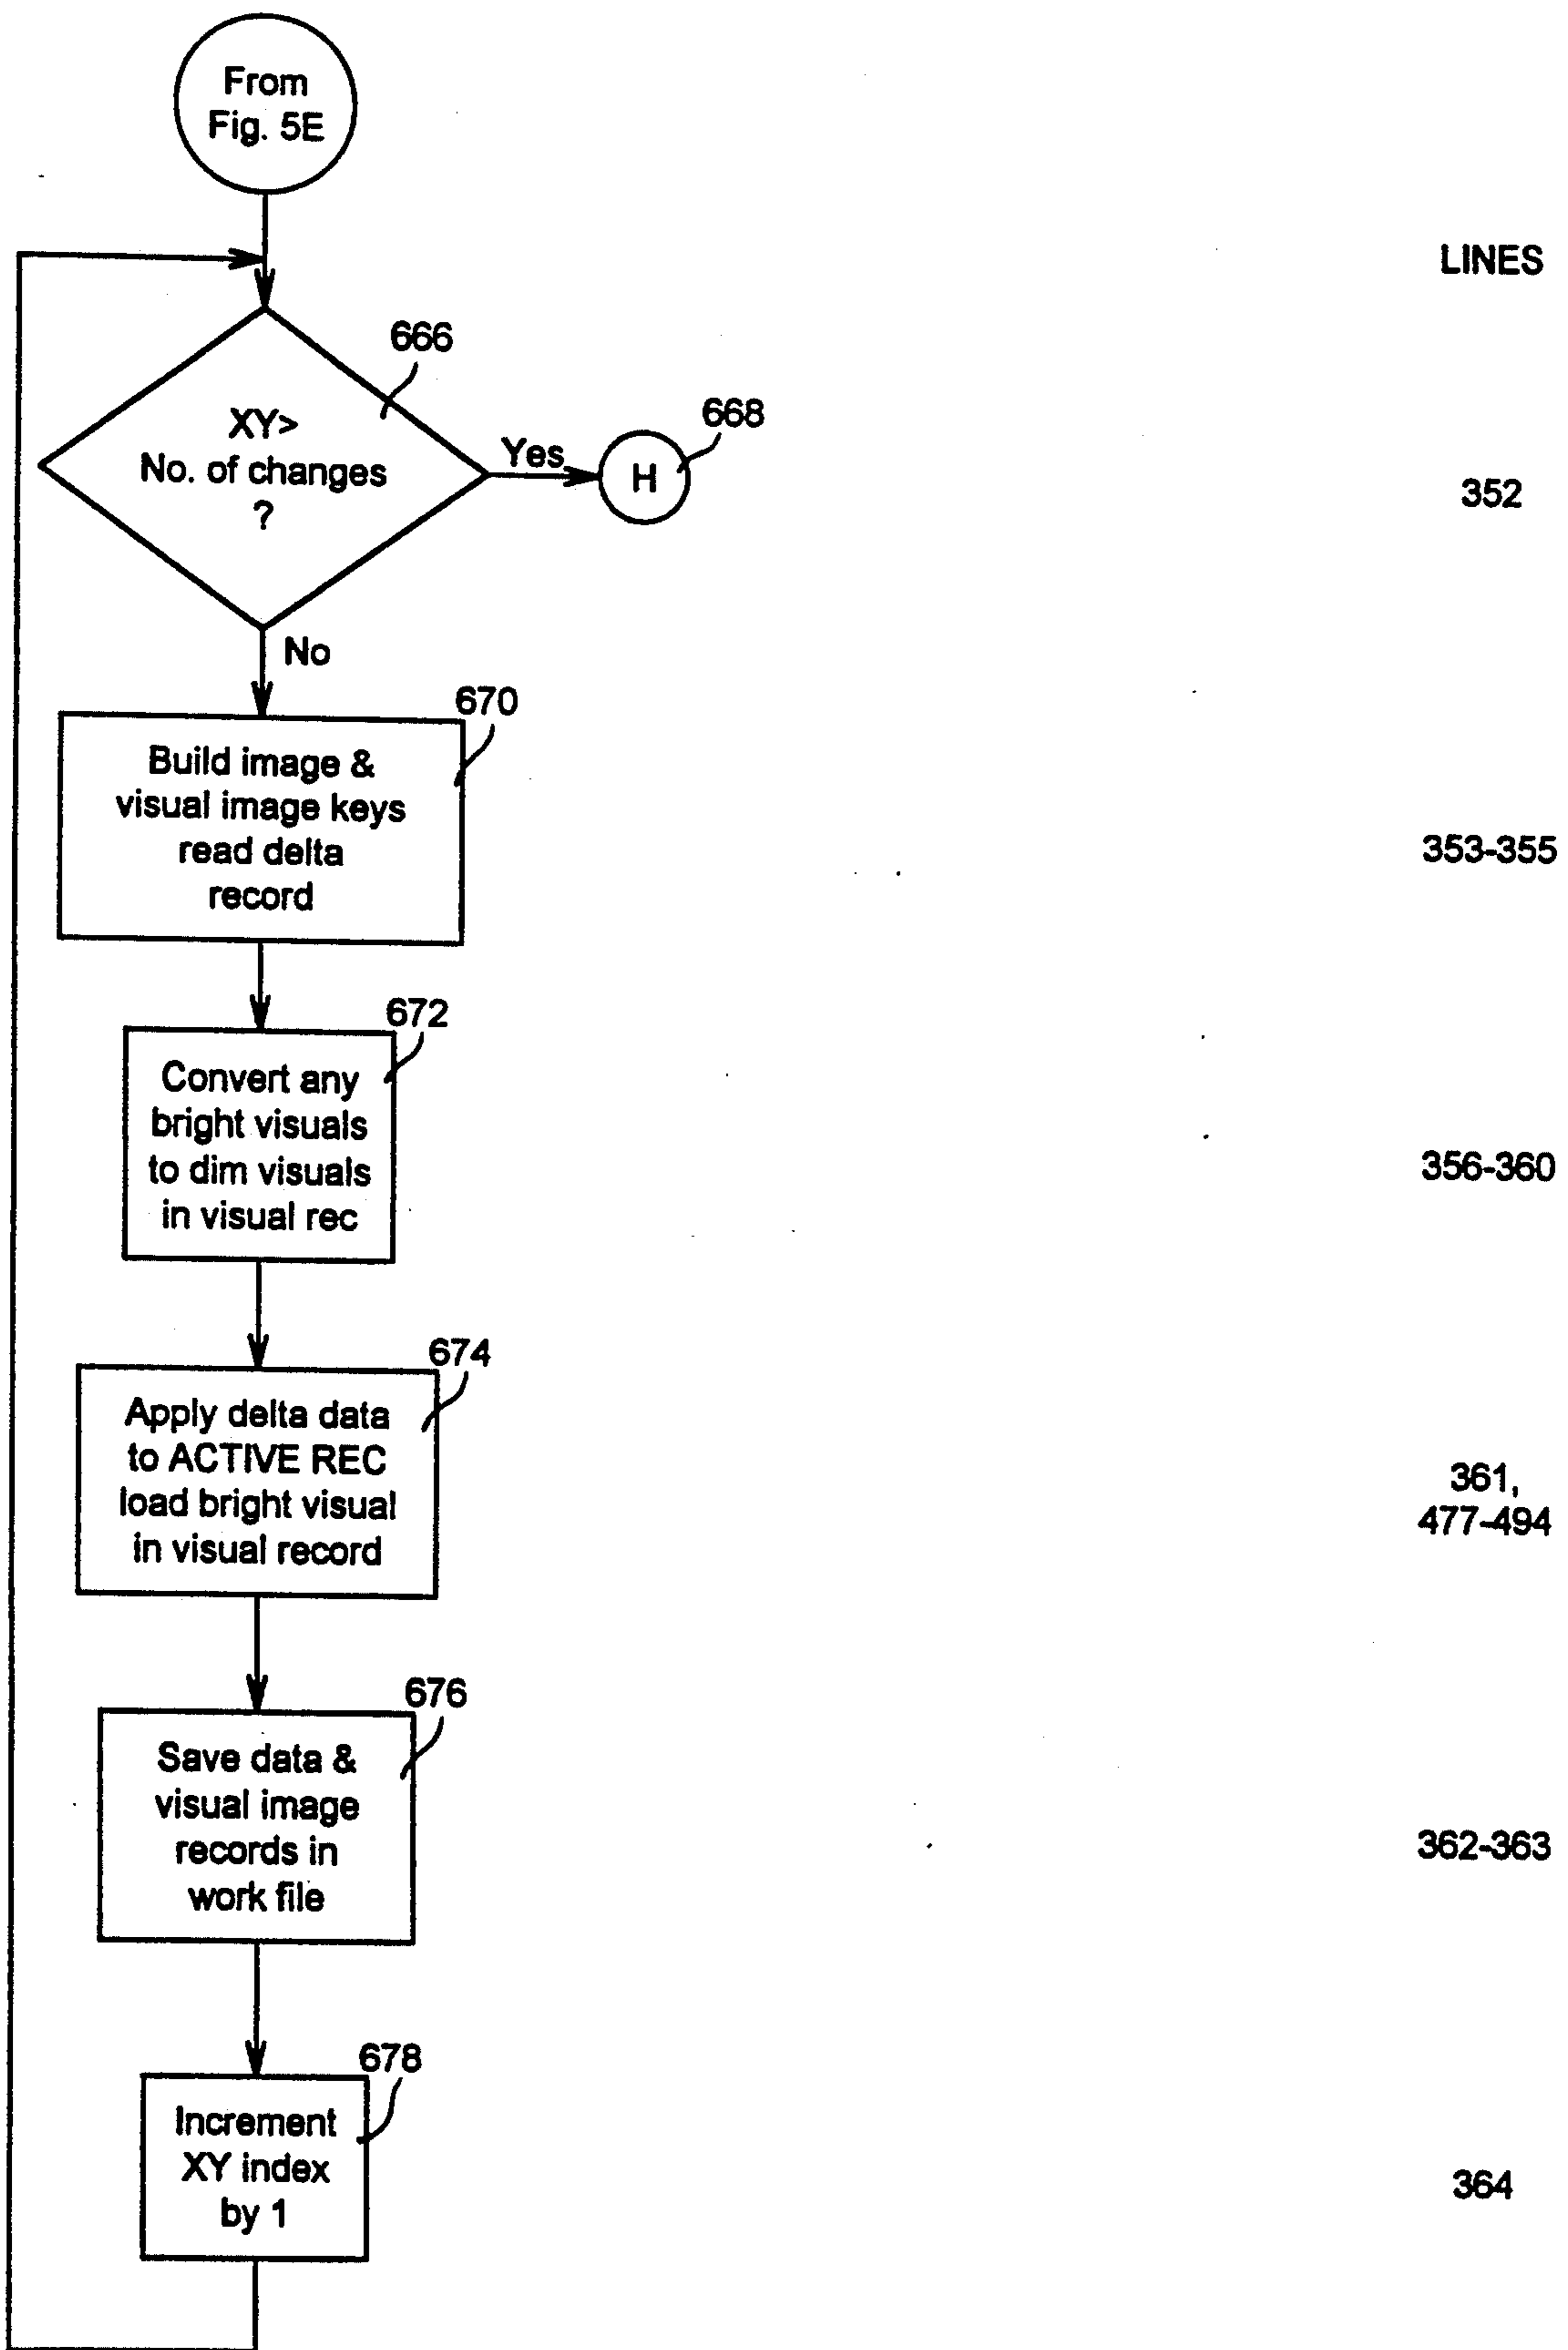 From
Fig. 5E
LINES
666
XY>
No. of changes
?
Yes
H
668
352
No
670
Build image &
visual image keys
read delta
record
353-355
672
Convert any
bright visuals
to dim visuals
in visual rec
356-360
674
Apply delta data
to ACTIVE REC
load bright visual
in visual record
361,
477-494
676
Save data &
visual image
records in
work file
362-363
678
Increment
XY index
by 1
364